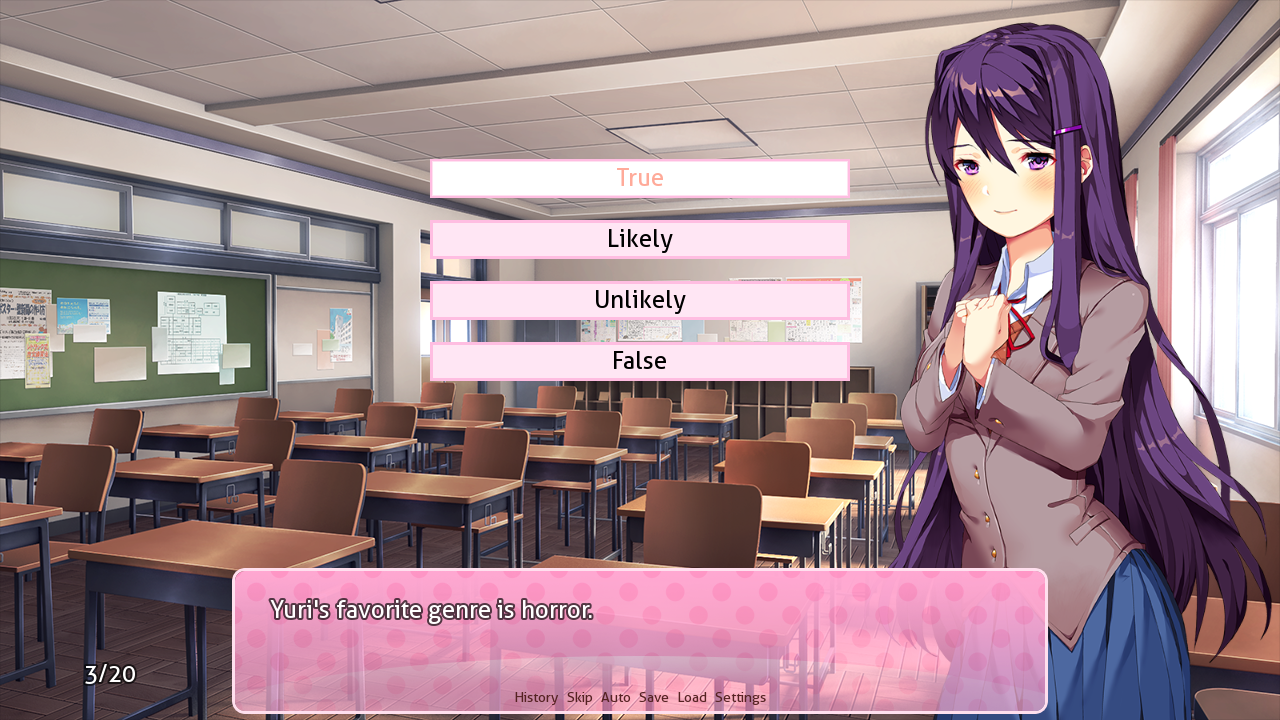 True
Likely
Unlikely
False
Yuri's favorite genre is horror.
3/20
History Skip Auto Save Load Settings